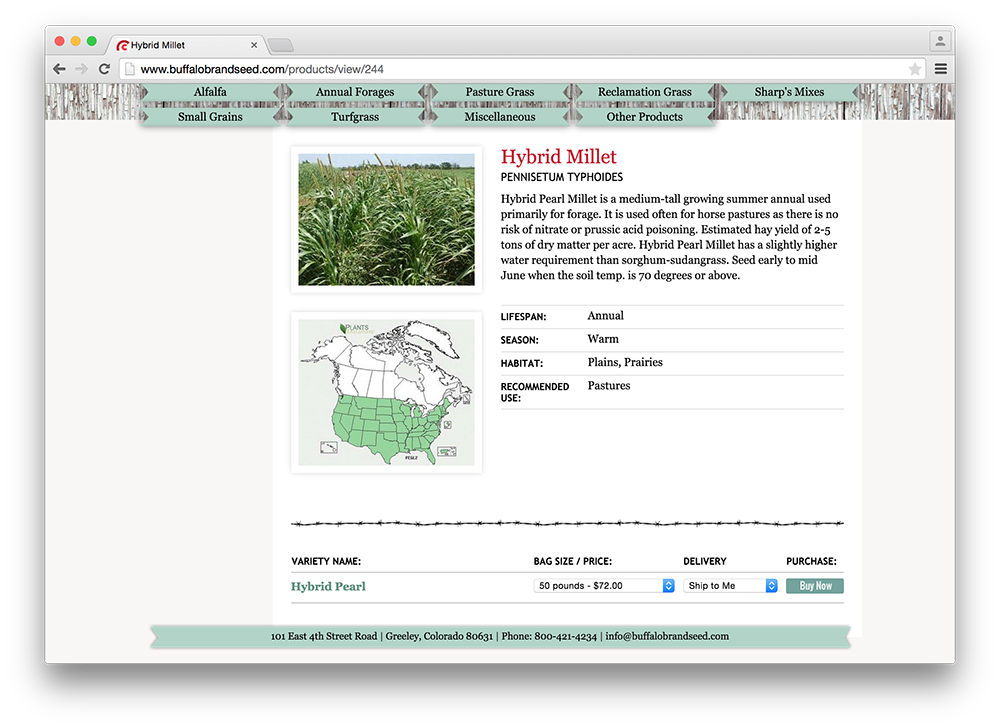 Hybrid Millet
www.buffalobrandseed.com/products/view/244
Alfalfa
Annual Forages
Pasture Grass
Reclamation Grass
Sharp's Mixes
Small Grains
Turfgrass
Miscellaneous
Other Products
Hybrid Millet
PENNISETUM TYPHOIDES
Hybrid Pearl Millet is a medium-tall growing summer annual used
primarily for forage. It is used often for horse pastures as there is no
risk of nitrate or prussic acid poisoning. Estimated hay yield of 2-5
tons of dry matter per acre. Hybrid Pearl Millet has a slightly higher
water requirement than sorghum-sudangrass. Seed early to mid
June when the soil temp. is 70 degrees or above.
PLANTS
PEGL2
LIFESPAN: Annual
SEASON: Warm
HABITAT: Plains, Prairies
RECOMMENDED Pastures
USE:
VARIETY NAME: BAG SIZE / PRICE: DELIVERY PURCHASE:
Hybrid Pearl 50 pounds - $72.00 Ship to Me Buy Now
101 East 4th Street Road | Greeley, Colorado 80631 | Phone: 800-421-4234 | info@buffalobrandseed.com